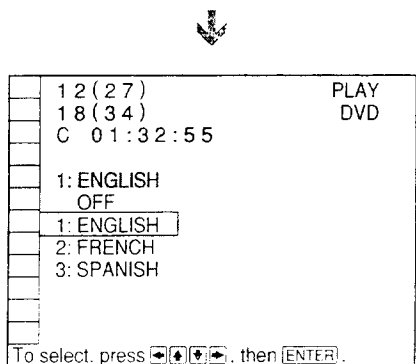 12(27) PLAY
18(34) DVD
C 01:32:55
1: ENGLISH
OFF
1: ENGLISH
2: FRENCH
3: SPANISH
To select, press ←↑↓→, then ENTER.